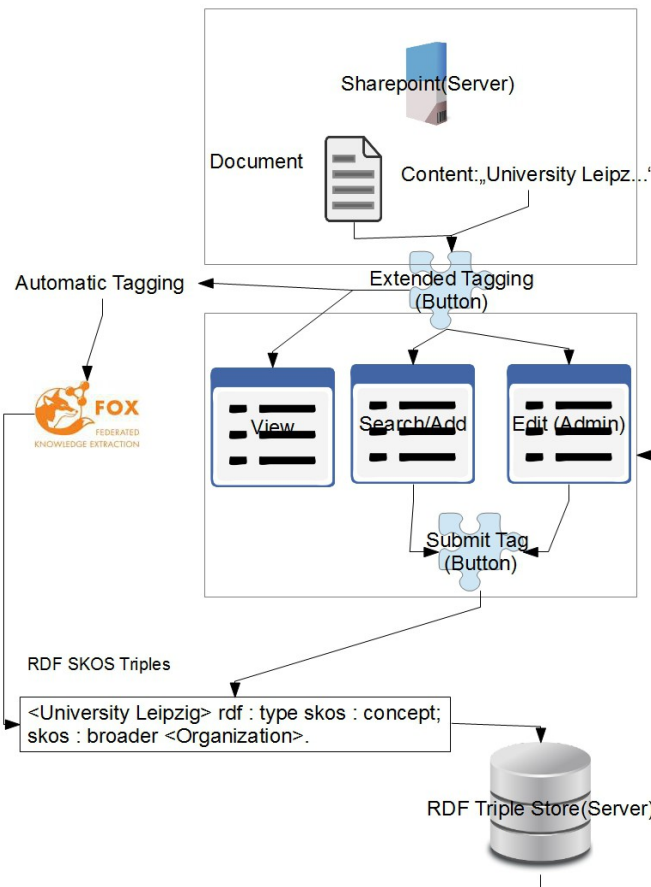 Sharepoint(Server)
Document
Content:„University Leipz...“
Automatic Tagging
Extended Tagging
(Button)
FOX
FEDERATED
KNOWLEDGE EXTRACTION
View
Search/Add
Edit (Admin)
Submit Tag
(Button)
RDF SKOS Triples
<University Leipzig> rdf : type skos : concept;
skos : broader <Organization>.
RDF Triple Store(Server)